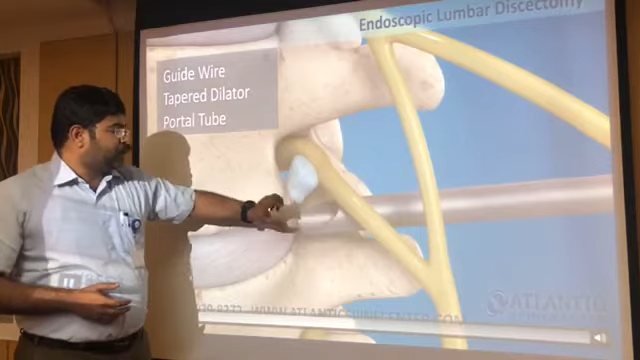 Endoscopic Lumbar Discectomy
Guide Wire
Tapered Dilator
Portal Tube
ATLANTIC